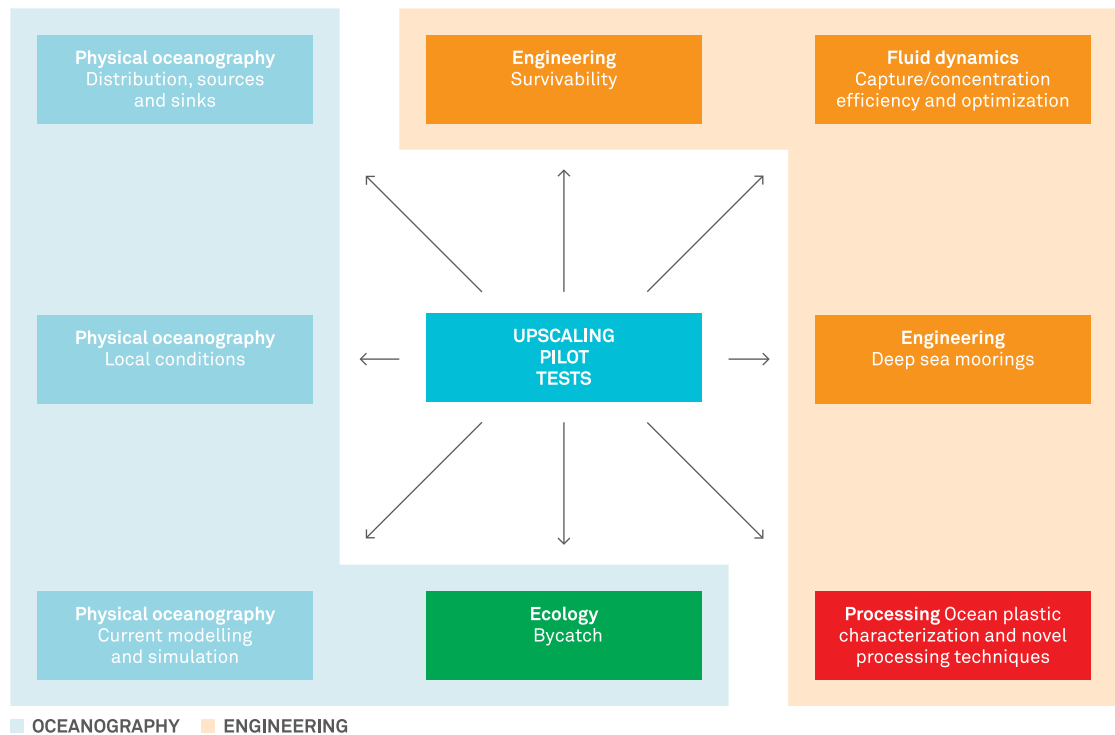 Physical oceanography
Distribution, sources
and sinks
Engineering
Survivability
Fluid dynamics
Capture/concentration
efficiency and optimization
Physical oceanography
Local conditions
UPSCALING
PILOT
TESTS
Engineering
Deep sea moorings
Physical oceanography
Current modelling
and simulation
Ecology
Bycatch
Processing Ocean plastic
characterization and novel
processing techniques
OCEANOGRAPHY
ENGINEERING